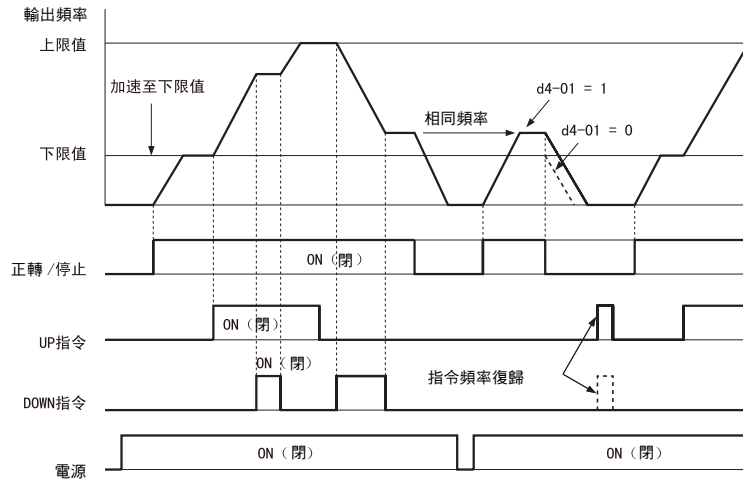 輸出頻率
上限值
加速至下限值
d4-01 = 1
相同頻率
d4-01 = 0
下限值
正轉/停止
ON（閉）
UP指令
ON（閉）
ON（閉）
指令頻率復歸
DOWN指令
電源
ON（閉）
ON（閉）